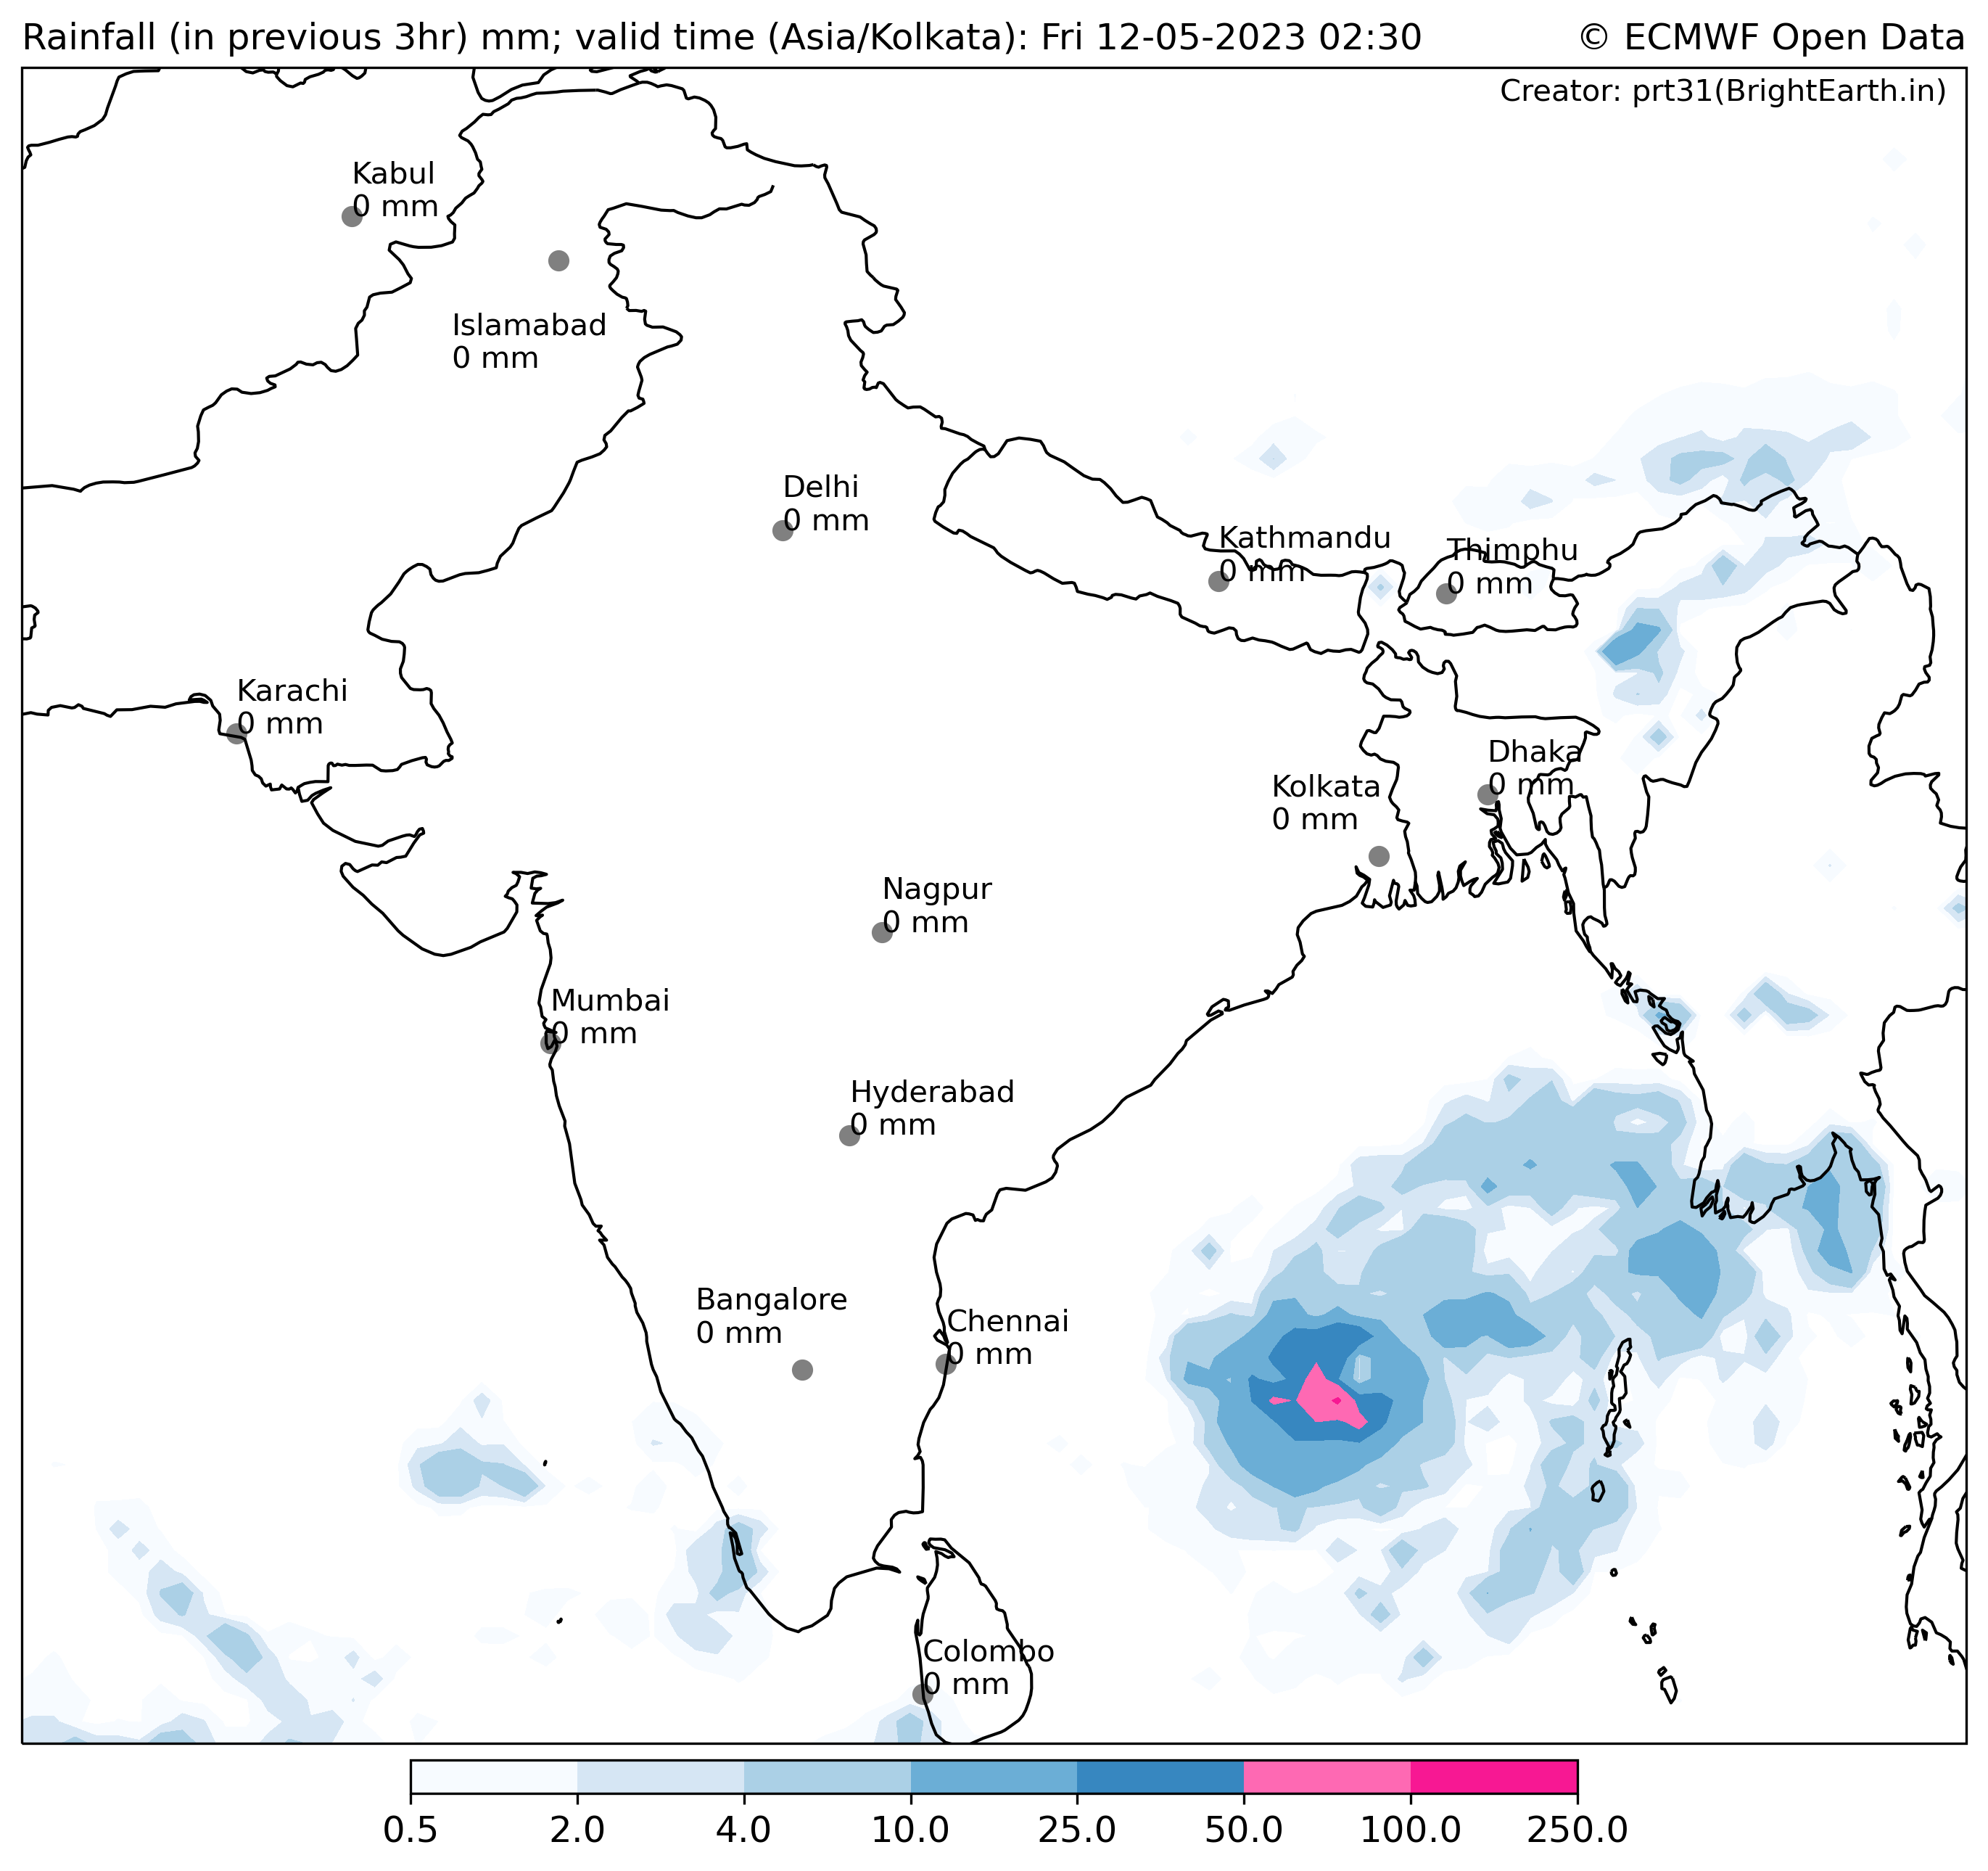 Rainfall (in previous 3hr) mm; valid time (Asia/Kolkata): Fri 12-05-2023 02:30
© ECMWF Open Data
Creator: prt31(BrightEarth.in)
Kabul
0 mm
Islamabad
0 mm
Delhi
0 mm
Kathmandu
0 mm
Thimphu
0 mm
Karachi
0 mm
Dhaka
0 mm
Kolkata
0 mm
Nagpur
0 mm
Mumbai
0 mm
Hyderabad
0 mm
Bangalore
0 mm
Chennai
0 mm
Colombo
0 mm
0.5 2.0 4.0 10.0 25.0 50.0 100.0 250.0